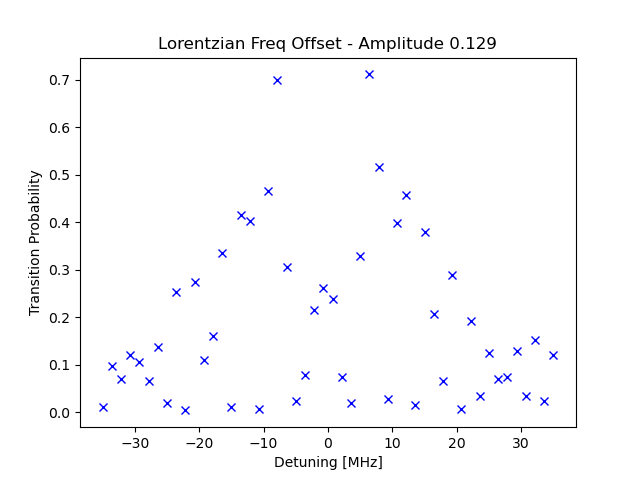 Lorentzian Freq Offset - Amplitude 0.129
Transition Probability
0.7
0.6
0.5
0.4
0.3
0.2
0.1
0.0
−30 −20 −10 0 10 20 30
Detuning [MHz]